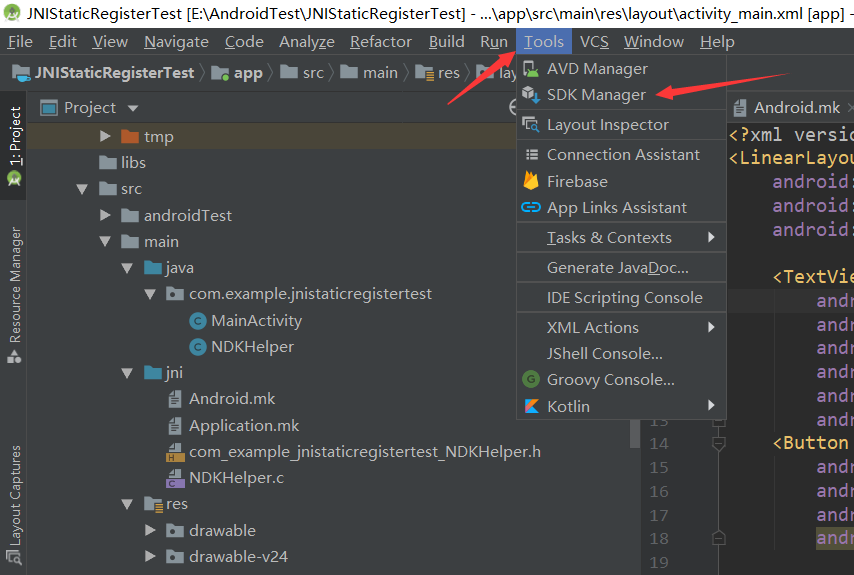 JNIStaticRegisterTest [E:\AndroidTest\JNIStaticRegisterTest] - ...\app\src\main\res\layout\activity_main.xml [app] -
File Edit View Navigate Code Analyze Refactor Build Run Tools VCS Window Help
JNIStaticRegisterTest app src main res lay
AVD Manager
SDK Manager
Layout Inspector
Connection Assistant
Firebase
App Links Assistant
Tasks & Contexts
Generate JavaDoc...
IDE Scripting Console
XML Actions
JShell Console...
Groovy Console...
Kotlin
1: Project
Resource Manager
Layout Captures
Project
tmp
libs
src
androidTest
main
java
com.example.jnistaticregistertest
MainActivity
NDKHelper
jni
Android.mk
Application.mk
com_example_jnistaticregistertest_NDKHelper.h
NDKHelper.c
res
drawable
drawable-v24
Android.mk
<?xml versio
<LinearLayou
android:
android:
android:
<TextVie
andr
andr
andr
andr
andr
13 andr
14 <Button
15 andr
16 andr
17 andr
18 andr
19